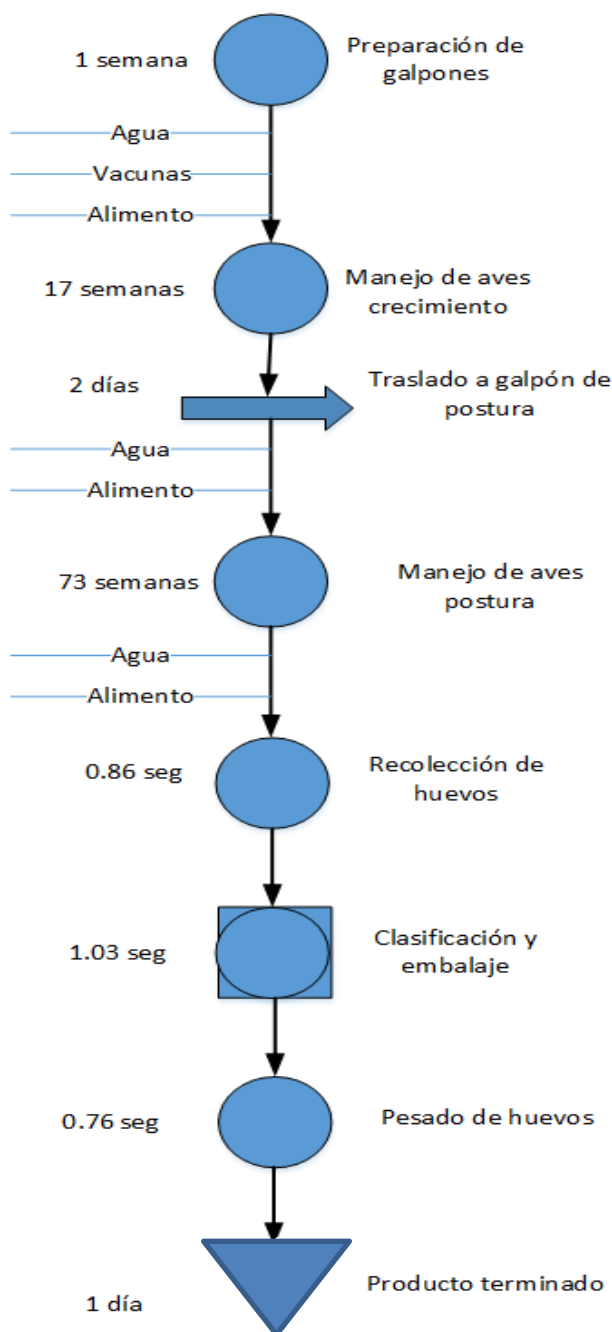 1 semana
Preparación de
galpones
Agua
Vacunas
Alimento
17 semanas
Manejo de aves
crecimiento
2 días
Traslado a galpón de
postura
Agua
Alimento
73 semanas
Manejo de aves
postura
Agua
Alimento
0.86 seg
Recolección de
huevos
1.03 seg
Clasificación y
embalaje
0.76 seg
Pesado de huevos
Producto terminado
1 día